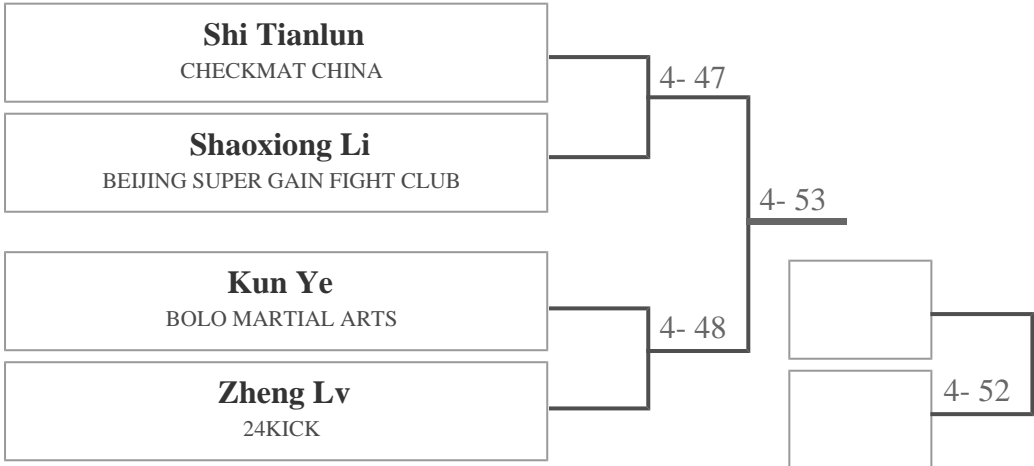 Shi Tianlun
CHECKMAT CHINA
4- 47
Shaoxiong Li
BEIJING SUPER GAIN FIGHT CLUB
4- 53
Kun Ye
BOLO MARTIAL ARTS
4- 48
Zheng Lv
24KICK
4- 52